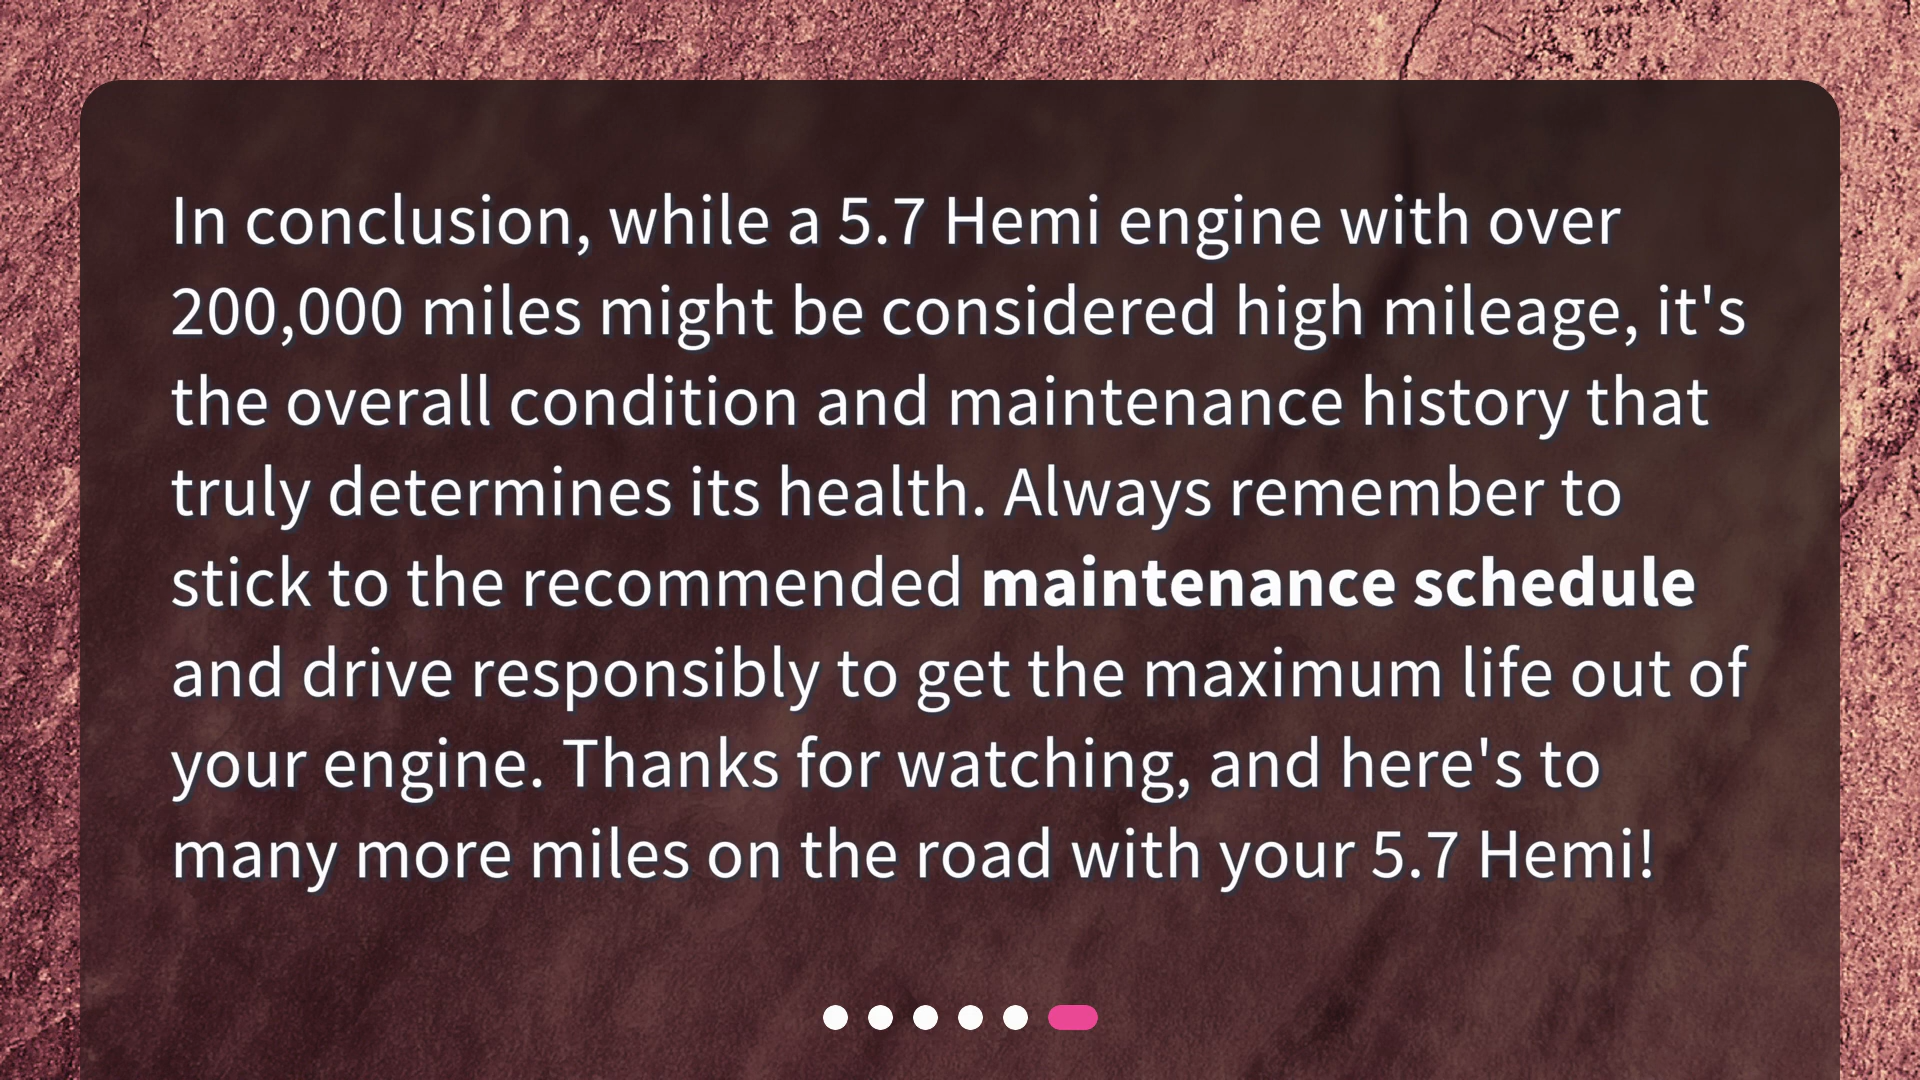 In conclusion, while a 5.7 Hemi engine with over
200,000 miles might be considered high mileage, it's
the overall condition and maintenance history that
truly determines its health. Always remember to
stick to the recommended maintenance schedule
and drive responsibly to get the maximum life out of
your engine. Thanks for watching, and here's to
many more miles on the road with your 5.7 Hemi!